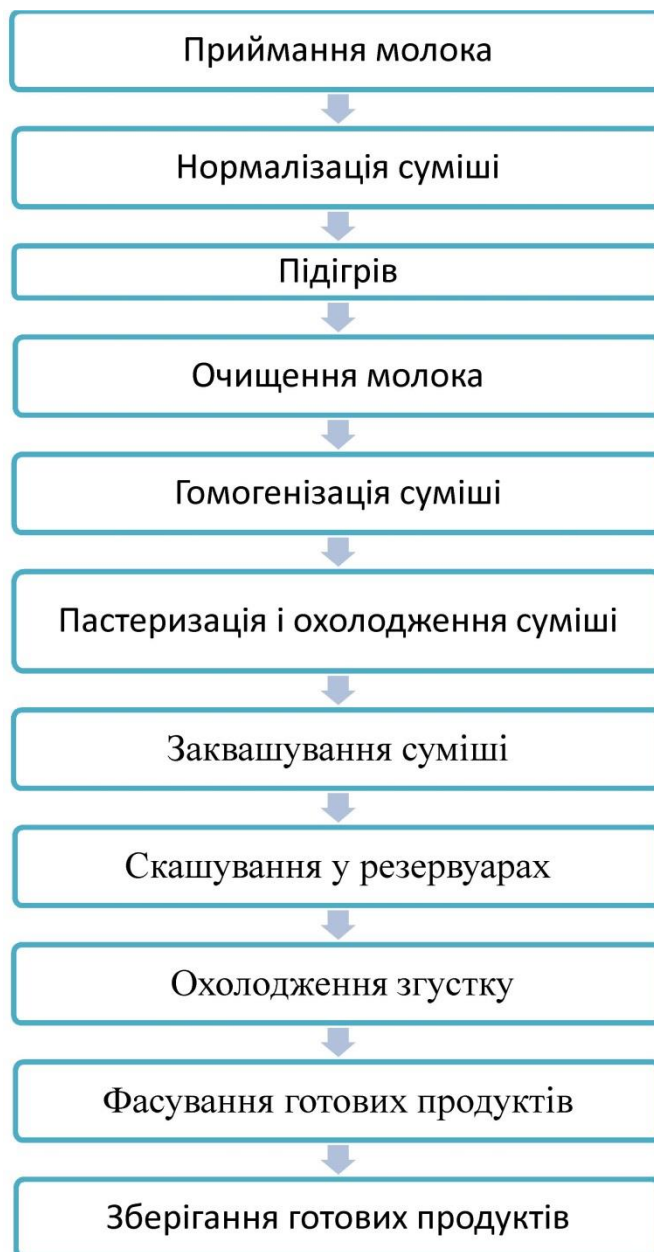 Приймання молока
Нормалізація суміші
Підігрів
Очищення молока
Гомогенізація суміші
Пастеризація і охолодження суміші
Заквашування суміші
Скашування у резервуарах
Охолодження згустку
Фасування готових продуктів
Зберігання готових продуктів